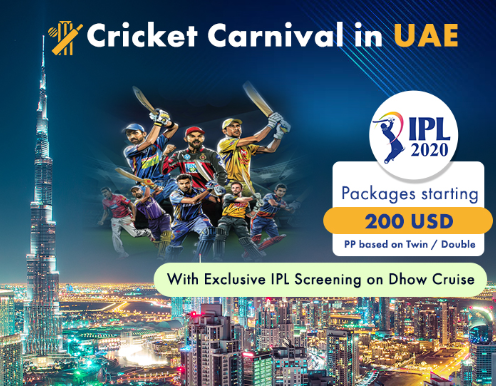 Cricket Carnival in UAE
IPL
2020
Packages starting
200 USD
PP based on Twin / Double
With Exclusive IPL Screening on Dhow Cruise